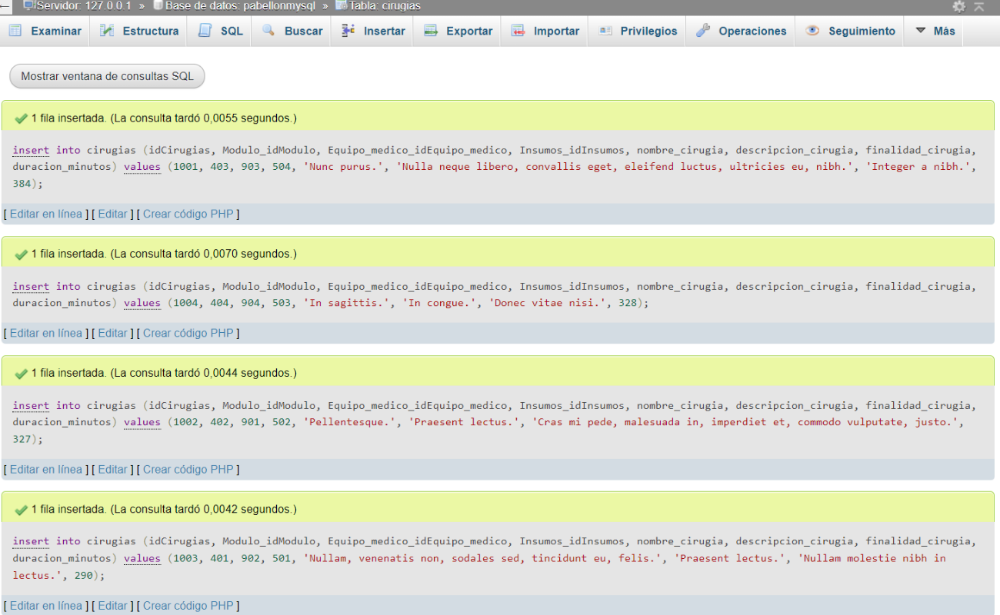 Servidor: 127.0.0.1 » Base de datos: pabellonmysql » Tabla: cirugias
Examinar Estructura SQL Buscar Insertar Exportar Importar Privilegios Operaciones Seguimiento Más
Mostrar ventana de consultas SQL
1 fila insertada. (La consulta tardó 0,0055 segundos.)
insert into cirugias (idCirugias, Modulo_idModulo, Equipo_medico_idEquipo_medico, Insumos_idInsumos, nombre_cirugia, descripcion_cirugia, finalidad_cirugia,
duracion_minutos) values (1001, 403, 903, 504, 'Nunc purus.', 'Nulla neque libero, convallis eget, eleifend luctus, ultricies eu, nibh.', 'Integer a nibh.',
384);
[ Editar en línea ] [ Editar ] [ Crear código PHP ]
1 fila insertada. (La consulta tardó 0,0070 segundos.)
insert into cirugias (idCirugias, Modulo_idModulo, Equipo_medico_idEquipo_medico, Insumos_idInsumos, nombre_cirugia, descripcion_cirugia, finalidad_cirugia,
duracion_minutos) values (1004, 404, 904, 503, 'In sagittis.', 'In congue.', 'Donec vitae nisi.', 328);
[ Editar en línea ] [ Editar ] [ Crear código PHP ]
1 fila insertada. (La consulta tardó 0,0044 segundos.)
insert into cirugias (idCirugias, Modulo_idModulo, Equipo_medico_idEquipo_medico, Insumos_idInsumos, nombre_cirugia, descripcion_cirugia, finalidad_cirugia,
duracion_minutos) values (1002, 402, 901, 502, 'Pellentesque.', 'Praesent lectus.', 'Cras mi pede, malesuada in, imperdiet et, commodo vulputate, justo.',
327);
[ Editar en línea ] [ Editar ] [ Crear código PHP ]
1 fila insertada. (La consulta tardó 0,0042 segundos.)
insert into cirugias (idCirugias, Modulo_idModulo, Equipo_medico_idEquipo_medico, Insumos_idInsumos, nombre_cirugia, descripcion_cirugia, finalidad_cirugia,
duracion_minutos) values (1003, 401, 902, 501, 'Nullam, venenatis non, sodales sed, tincidunt eu, felis.', 'Praesent lectus.', 'Nullam molestie nibh in
lectus.', 290);
[ Editar en línea ] [ Editar ] [ Crear código PHP ]